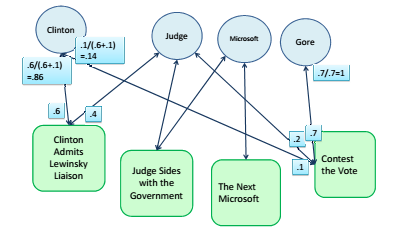 Clinton
Judge
Microsoft
Gore
.1/(.6+.1)
=.14
.6/(.6+.1)
=.86
.7/.7=1
.6
.4
.2
.7
.1
Clinton
Admits
Lewinsky
Liaison
Judge Sides
with the
Government
The Next
Microsoft
Contest
the Vote